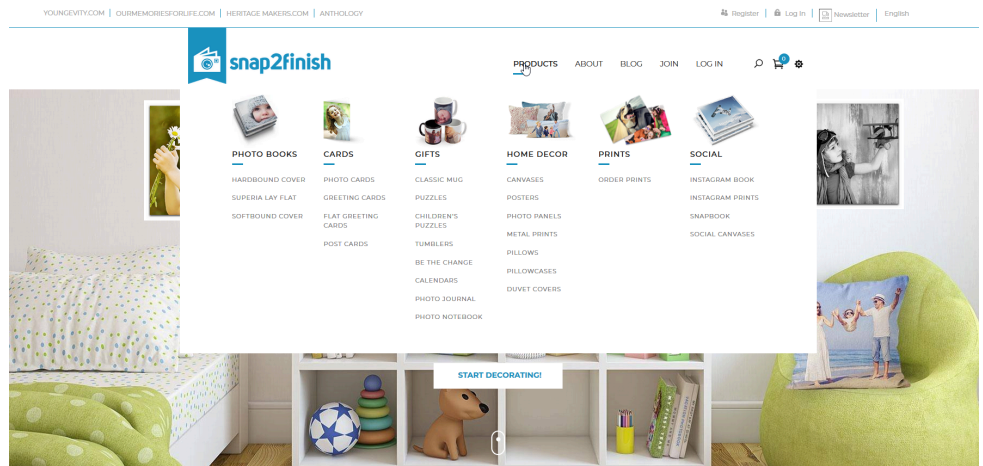 YOUNGEVITY.COM | OURMEMORIESFORLIFE.COM | HERITAGE MAKERS.COM | ANTHOLOGY
Register | Log In | Newsletter | English
snap2finish
PRODUCTS ABOUT BLOG JOIN LOG IN 0
PHOTO BOOKS
HARDBOUND COVER
SUPERIA LAY FLAT
SOFTBOUND COVER
CARDS
PHOTO CARDS
GREETING CARDS
FLAT GREETING
CARDS
POST CARDS
GIFTS
CLASSIC MUG
PUZZLES
CHILDREN'S
PUZZLES
TUMBLERS
BE THE CHANGE
CALENDARS
PHOTO JOURNAL
PHOTO NOTEBOOK
HOME DECOR
CANVASES
POSTERS
PHOTO PANELS
METAL PRINTS
PILLOWS
PILLOWCASES
DUVET COVERS
PRINTS
ORDER PRINTS
SOCIAL
INSTAGRAM BOOK
INSTAGRAM PRINTS
SNAPBOOK
SOCIAL CANVASES
START DECORATING!